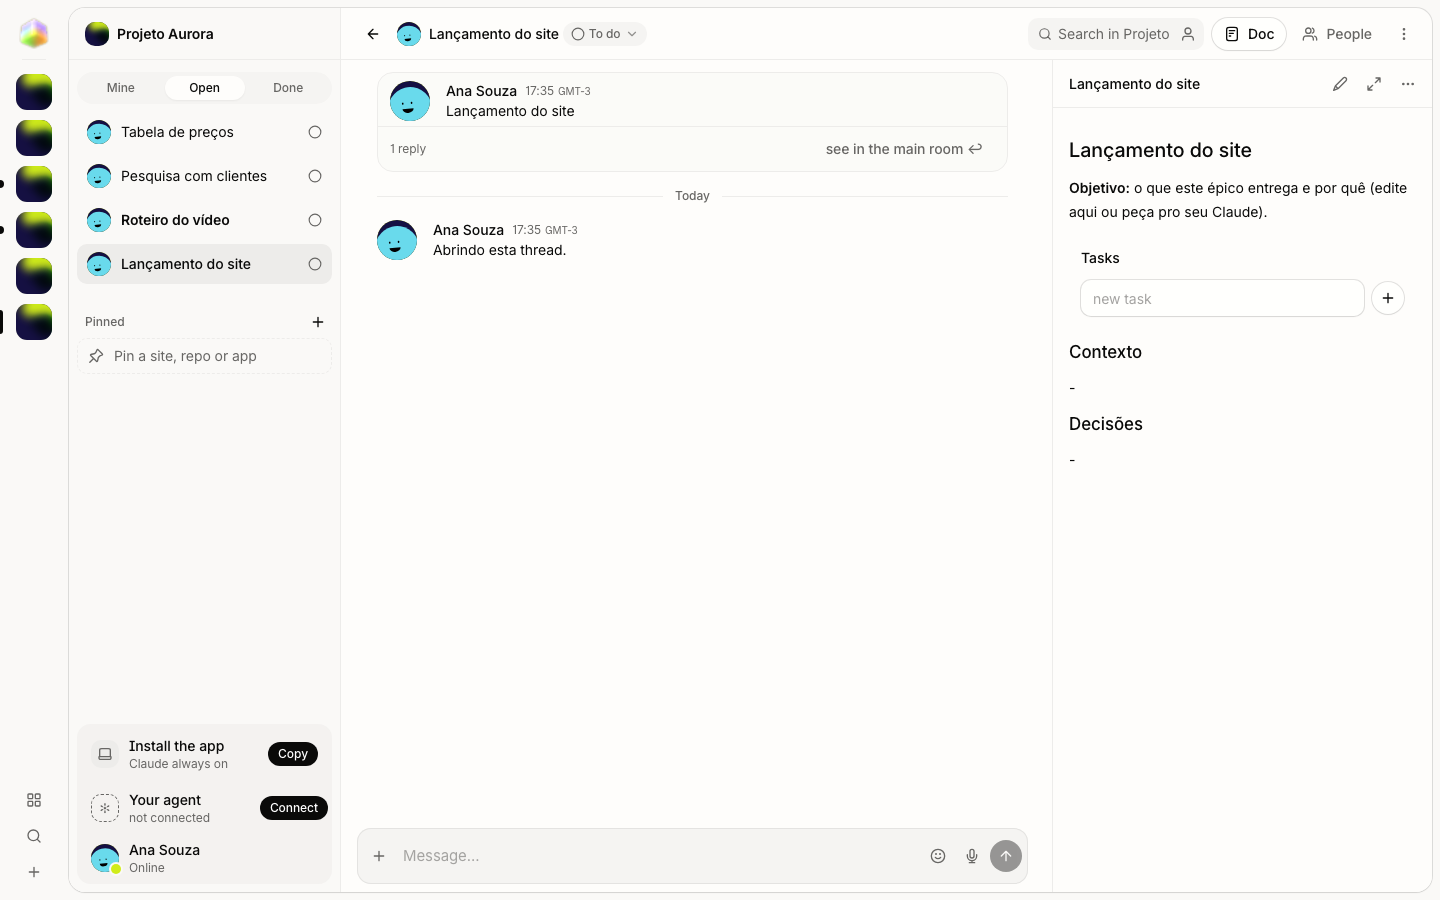 Projeto Aurora
Mine
Open
Done
Tabela de preços
Pesquisa com clientes
Roteiro do vídeo
Lançamento do site
Pinned
Pin a site, repo or app
Install the app
Claude always on
Copy
Your agent
not connected
Connect
Ana Souza
Online
Lançamento do site
To do
Search in Projeto
Doc
People
Ana Souza 17:35 GMT-3
Lançamento do site
1 reply
see in the main room
Today
Ana Souza 17:35 GMT-3
Abrindo esta thread.
Message...
Lançamento do site
Lançamento do site
Objetivo: o que este épico entrega e por quê (edite
aqui ou peça pro seu Claude).
Tasks
new task
Contexto
-
Decisões
-